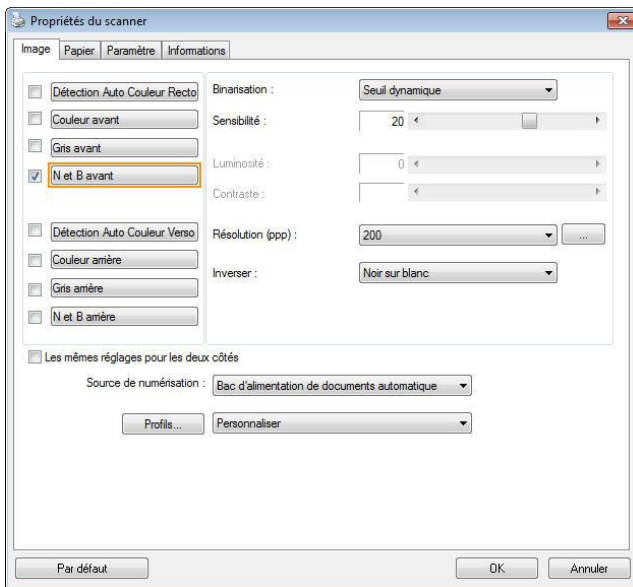 Propriétés du scanner
Image Papier Paramètre Informations
Détection Auto Couleur Recto
Couleur avant
Gris avant
N et B avant
Détection Auto Couleur Verso
Couleur arrière
Gris arrière
N et B arrière
Binarisation : Seuil dynamique
Sensibilité : 20
Luminosité : 0
Contraste :
Résolution (ppp) : 200 ...
Inverser : Noir sur blanc
Les mêmes réglages pour les deux côtés
Source de numérisation : Bac d'alimentation de documents automatique
Profils... Personnaliser
Par défaut OK Annuler